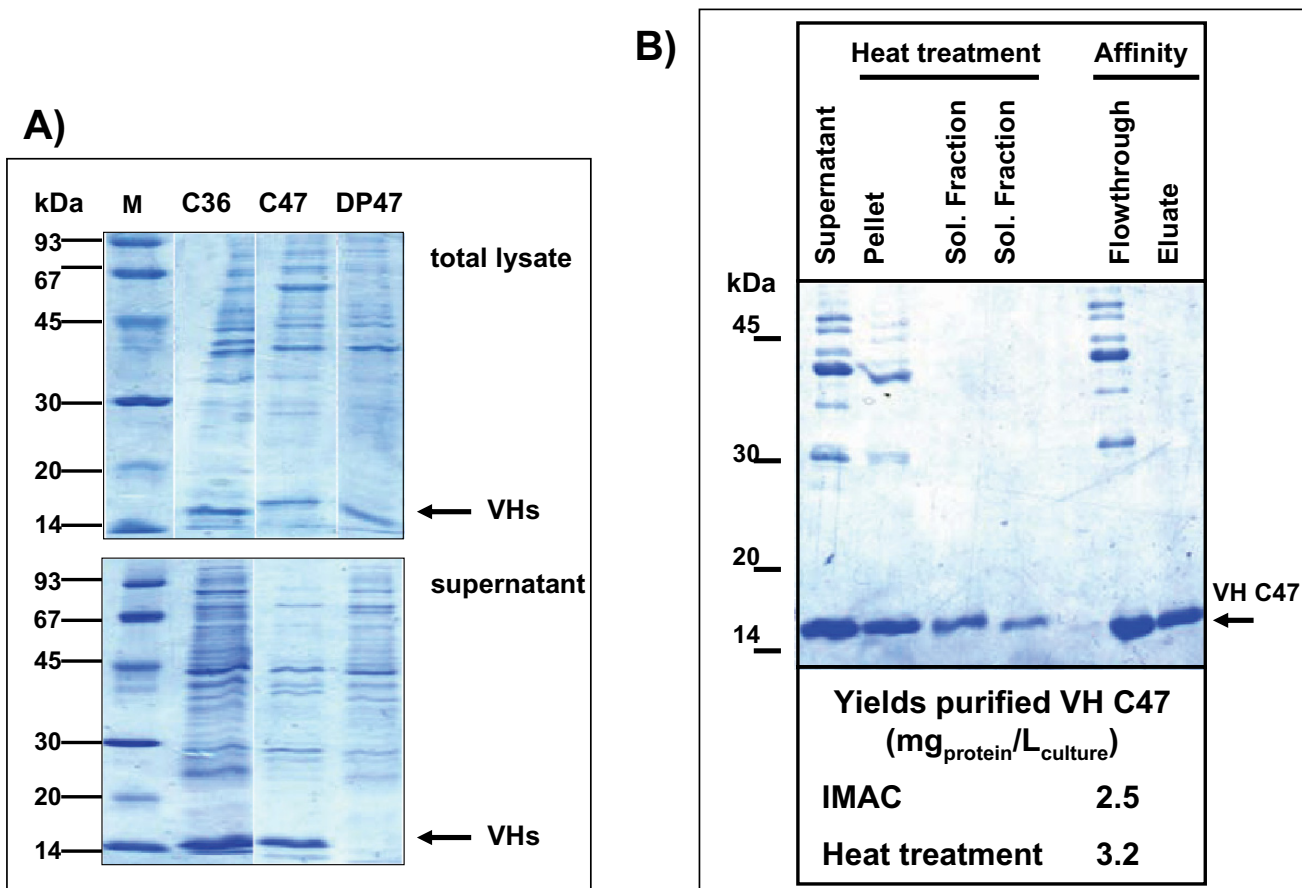 A)
kDa M C36 C47 DP47
93
67
45
30
20
14
total lysate
VHs
93
67
45
30
20
14
supernatant
VHs
B)
Heat treatment Affinity
Supernatant
Pellet
Sol. Fraction
Sol. Fraction
Flowthrough
Eluate
kDa
45
30
20
14
VH C47
Yields purified VH C47
(mgprotein/Lculture)
IMAC 2.5
Heat treatment 3.2